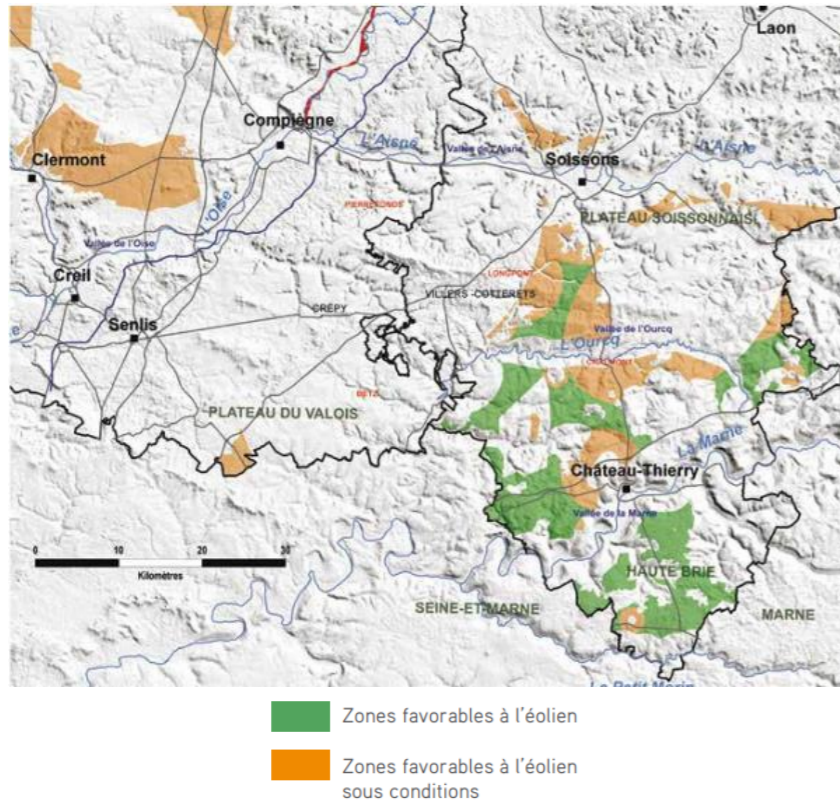 Laon
Compiègne
L'Aisne
Vallée de l'Aisne
Soissons
L'Aisne
Clermont
PIERREFONDS
L'Oise
PLATEAU SOISSONNAIS
Vallée de l'Oise
Creil
LONGPONT
VILLERS-COTTERETS
CRÉPY
Senlis
Vallée de l'Ourcq
L'Ourcq
BETZ
PLATEAU DU VALOIS
La Marne
Château-Thierry
Vallée de la Marne
0 10 20 30
Kilomètres
HAUTE BRIE
SEINE-ET-MARNE
MARNE
Le Petit Morin
Zones favorables à l'éolien
Zones favorables à l'éolien
sous conditions